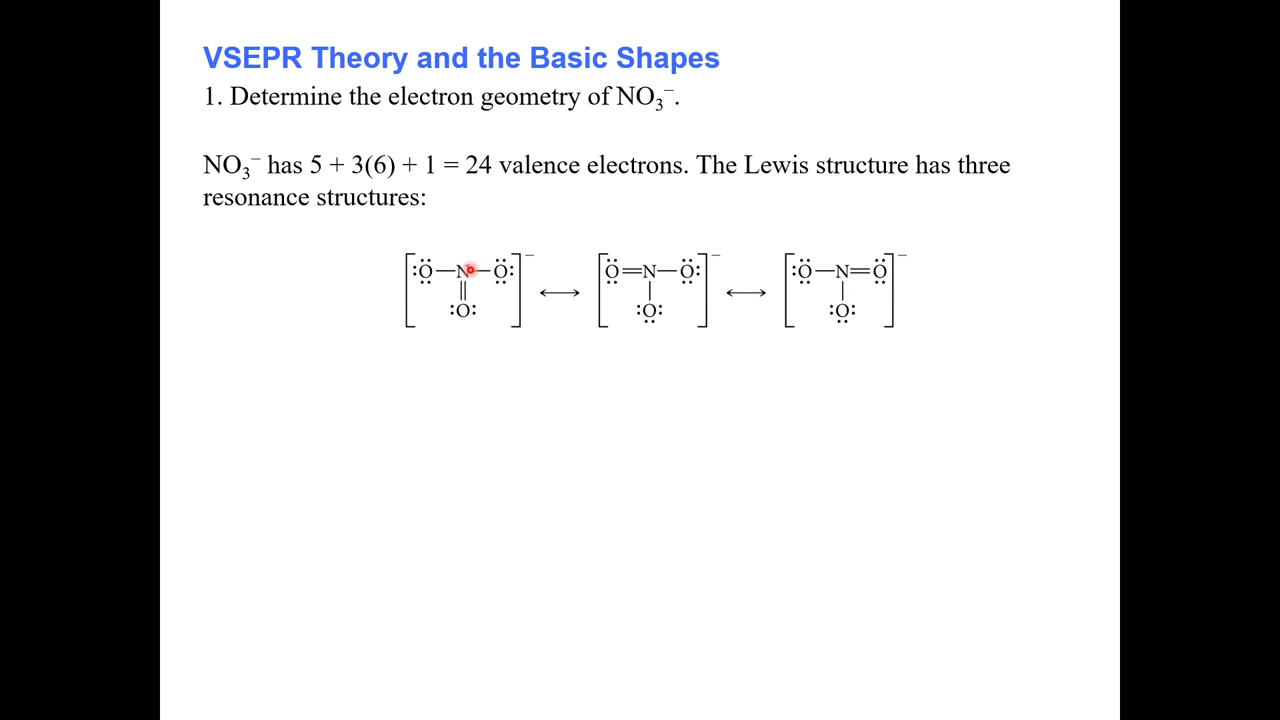 VSEPR Theory and the Basic Shapes
1. Determine the electron geometry of NO₃⁻.
NO₃⁻ has 5 + 3(6) + 1 = 24 valence electrons. The Lewis structure has three
resonance structures:
[:Ö—N—Ö:]⁻ ⟷ [Ö=N—Ö:]⁻ ⟷ [:Ö—N=Ö]⁻
:O: :O: :O: